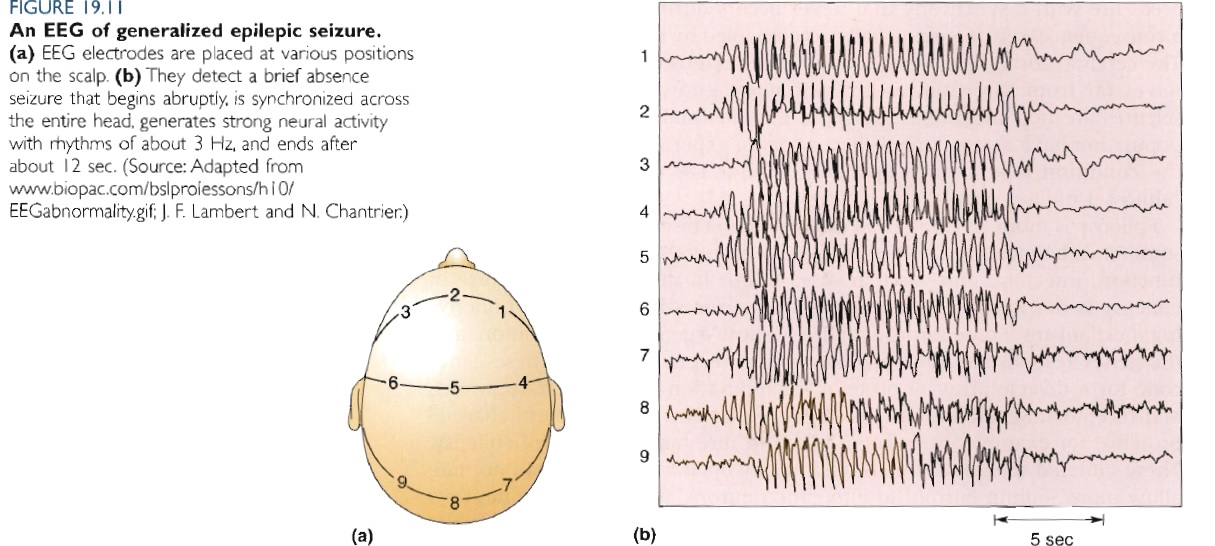 FIGURE 19.11
An EEG of generalized epilepic seizure.
(a) EEG electrodes are placed at various positions
on the scalp. (b) They detect a brief absence
seizure that begins abruptly, is synchronized across
the entire head, generates strong neural activity
with rhythms of about 3 Hz, and ends after
about 12 sec. (Source: Adapted from
www.biopac.com/bslproiessons/h10/
EEGabnormality.gif; J. F. Lambert and N. Chantrier.)
2
3 1
6 5 4
9 7
8
(a)
1
2
3
4
5
6
7
8
9
(b)
5 sec